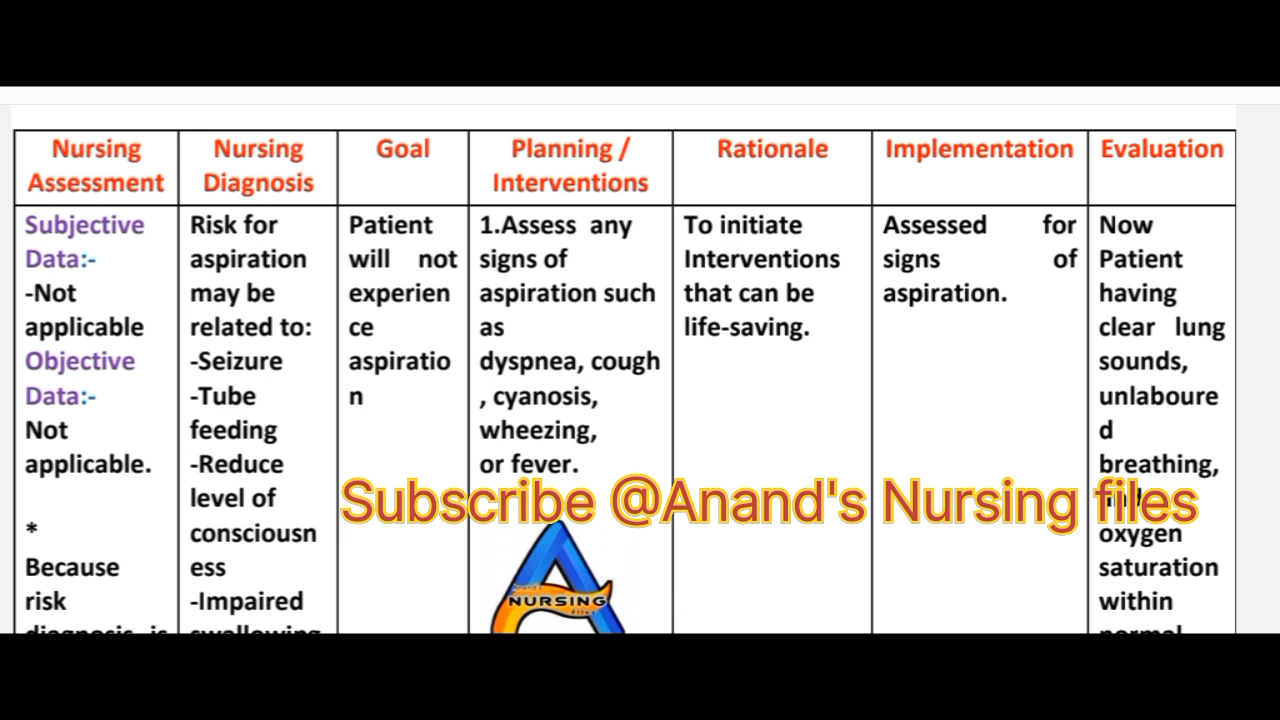 Nursing
Assessment
Nursing
Diagnosis
Goal
Planning /
Interventions
Rationale
Implementation
Evaluation
Subjective
Data:-
-Not
applicable
Objective
Data:-
Not
applicable.
*
Because
risk
diagnosis is
Risk for
aspiration
may be
related to:
-Seizure
-Tube
feeding
-Reduce
level of
consciousn
ess
-Impaired
swallowing
Patient
will not
experien
ce
aspiratio
n
1.Assess any
signs of
aspiration such
as
dyspnea, cough
, cyanosis,
wheezing,
or fever.
To initiate
Interventions
that can be
life-saving.
Assessed for
signs of
aspiration.
Now
Patient
having
clear lung
sounds,
unlaboure
d
breathing,
oxygen
saturation
within
normal
Subscribe @Anand's Nursing files
NURSING